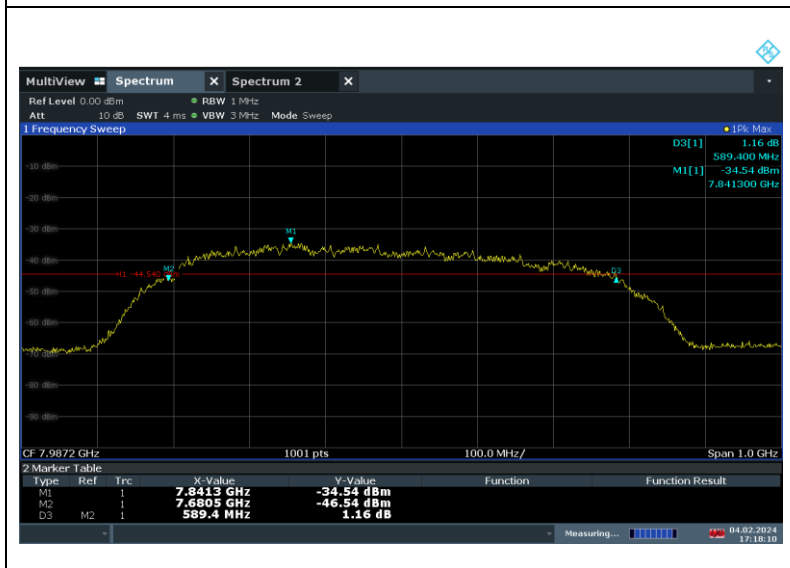 MultiView Spectrum X Spectrum 2 X
Ref Level 0.00 dBm RBW 1 MHz
Att 10 dB SWT 4 ms VBW 3 MHz Mode Sweep
1 Frequency Sweep 1Pk Max
D3[1] 1.16 dB
589.400 MHz
M1[1] -34.54 dBm
7.841300 GHz
-10 dBm
-20 dBm
-30 dBm
M1
-40 dBm
H1 -44.540
M2
D3
-50 dBm
-60 dBm
-70 dBm
-80 dBm
-90 dBm
CF 7.9872 GHz 1001 pts 100.0 MHz/ Span 1.0 GHz
2 Marker Table
Type Ref Trc X-Value Y-Value Function Function Result
M1 1 7.8413 GHz -34.54 dBm
M2 1 7.6805 GHz -46.54 dBm
D3 M2 1 589.4 MHz 1.16 dB
Measuring... 04.02.2024
17:18:10